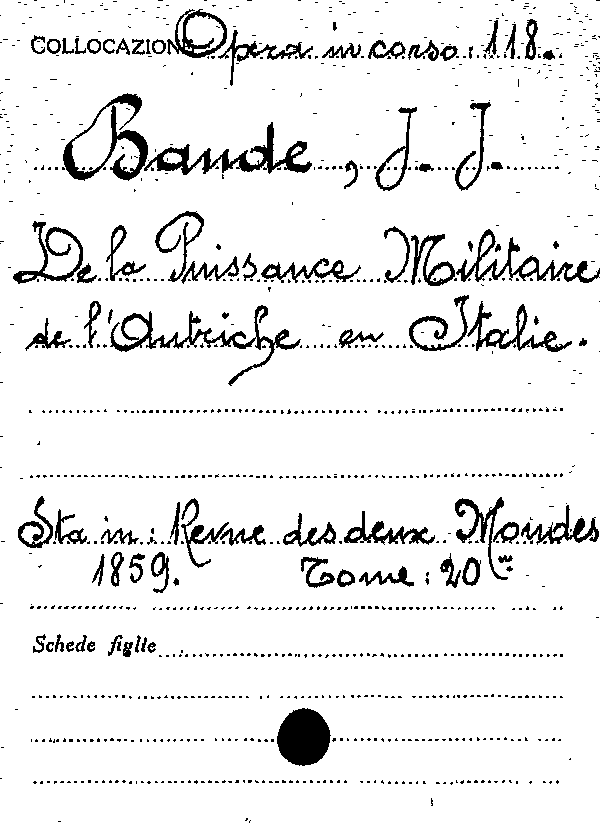 COLLOCAZIONE Opera in corso: 118.
Baude, J. J.
De la Puissance Militaire
de l'Autriche en Italie.
Sta in: Revue des deux Mondes
1859. Tome: 20me
Schede figlie